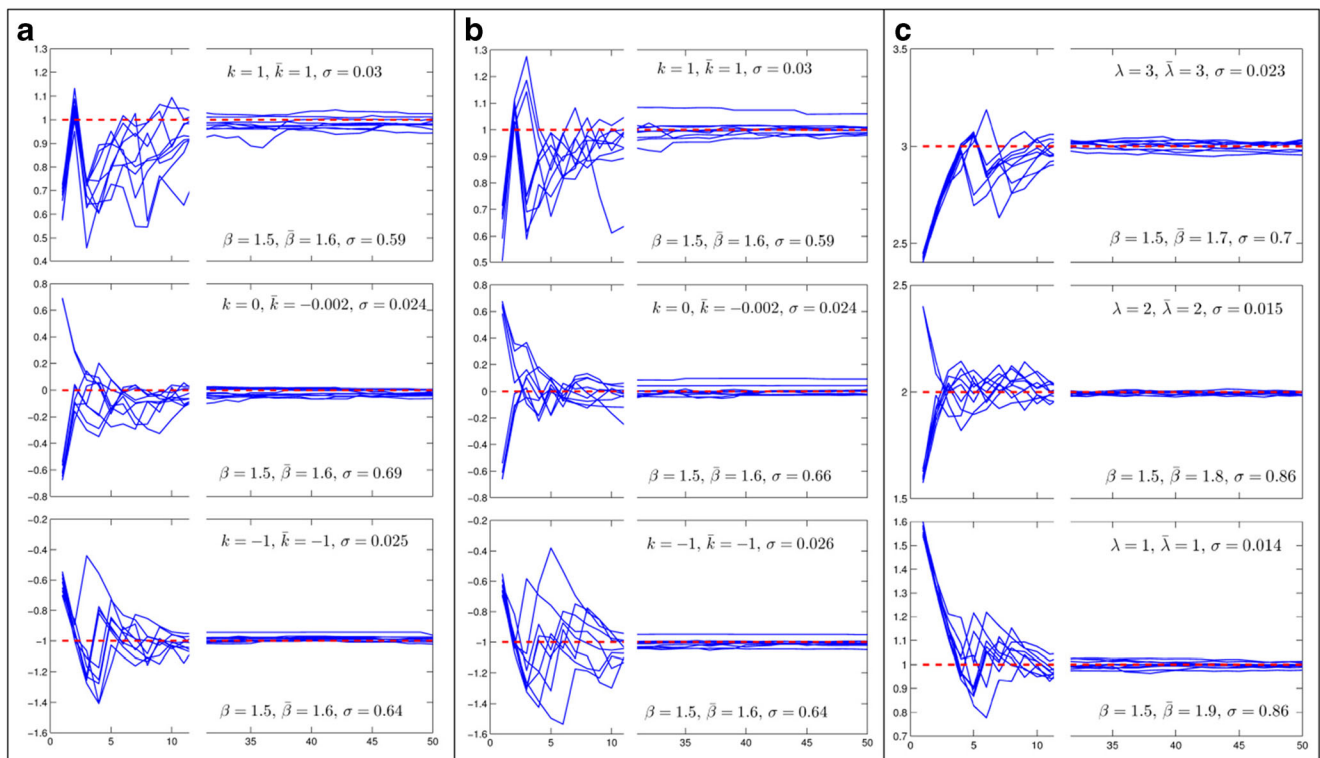 a
1.3
1.2
1.1
1
0.9
0.8
0.7
0.6
0.5
0.4
k = 1, k̄ = 1, σ = 0.03
β = 1.5, β̄ = 1.6, σ = 0.59
0.8
0.6
0.4
0.2
0
−0.2
−0.4
−0.6
−0.8
k = 0, k̄ = −0.002, σ = 0.024
β = 1.5, β̄ = 1.6, σ = 0.69
−0.2
−0.4
−0.6
−0.8
−1
−1.2
−1.4
−1.6
k = −1, k̄ = −1, σ = 0.025
β = 1.5, β̄ = 1.6, σ = 0.64
0 5 10 35 40 45 50
b
1.3
1.2
1.1
1
0.9
0.8
0.7
0.6
0.5
k = 1, k̄ = 1, σ = 0.03
β = 1.5, β̄ = 1.6, σ = 0.59
0.8
0.6
0.4
0.2
0
−0.2
−0.4
−0.6
−0.8
k = 0, k̄ = −0.002, σ = 0.024
β = 1.5, β̄ = 1.6, σ = 0.66
−0.2
−0.4
−0.6
−0.8
−1
−1.2
−1.4
−1.6
k = −1, k̄ = −1, σ = 0.026
β = 1.5, β̄ = 1.6, σ = 0.64
0 5 10 35 40 45 50
c
3.5
3
2.5
λ = 3, λ̄ = 3, σ = 0.023
β = 1.5, β̄ = 1.7, σ = 0.7
2.5
2
1.5
λ = 2, λ̄ = 2, σ = 0.015
β = 1.5, β̄ = 1.8, σ = 0.86
1.6
1.5
1.4
1.3
1.2
1.1
1
0.9
0.8
0.7
λ = 1, λ̄ = 1, σ = 0.014
β = 1.5, β̄ = 1.9, σ = 0.86
0 5 10 35 40 45 50